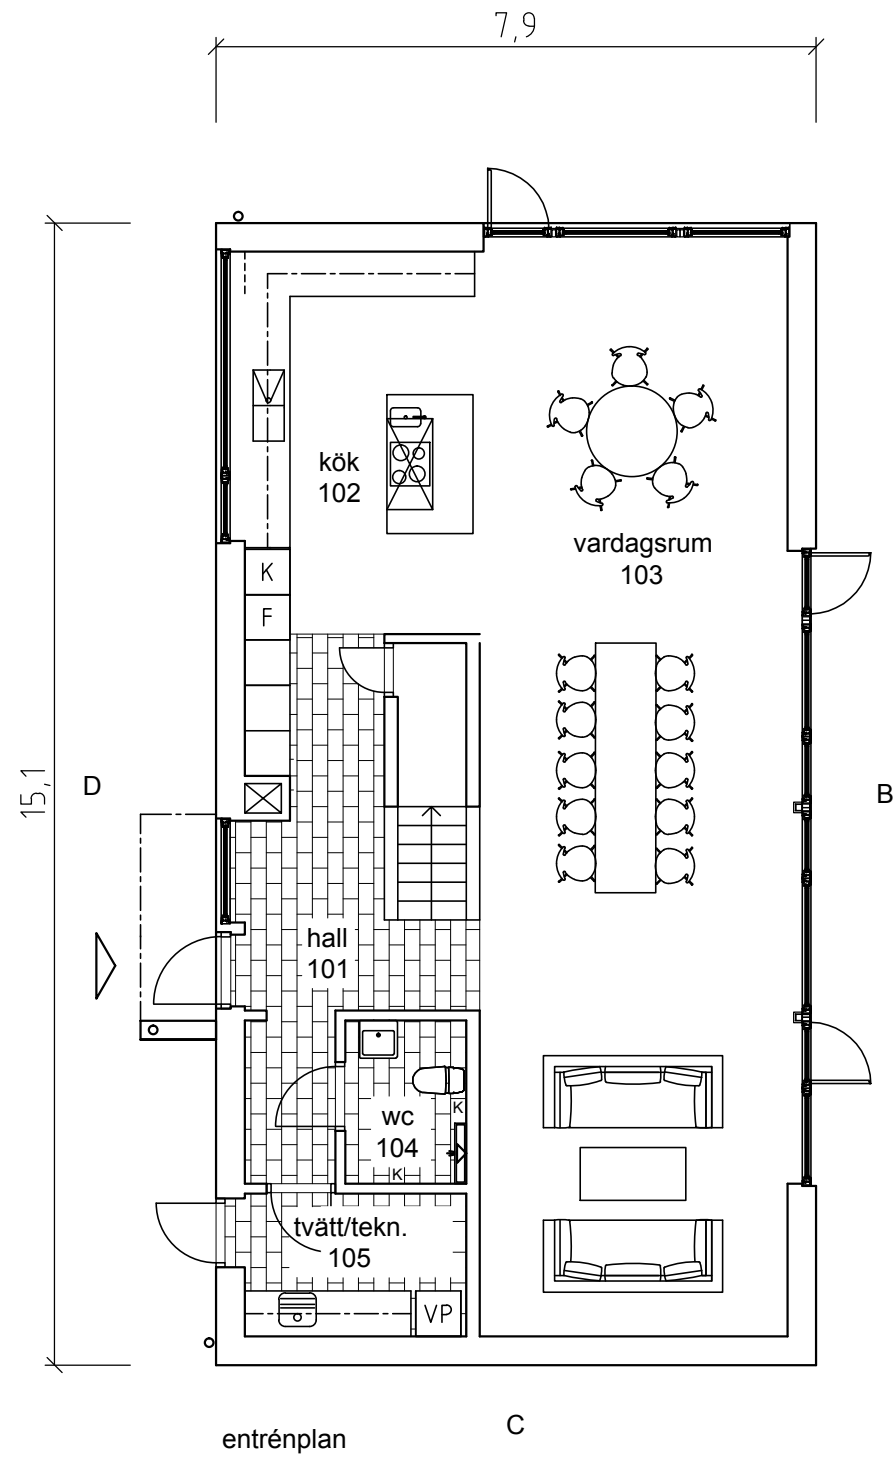 7,9
kök
102
vardagsrum
103
K
F
15,1
D
B
hall
101
wc
104
K
K
tvätt/tekn.
105
VP
C
entrénplan